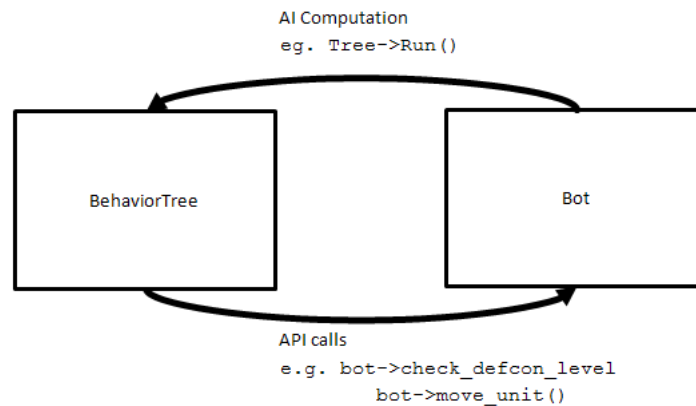 AI Computation
eg. Tree->Run()
BehaviorTree
Bot
API calls
e.g. bot->check_defcon_level
bot->move_unit()